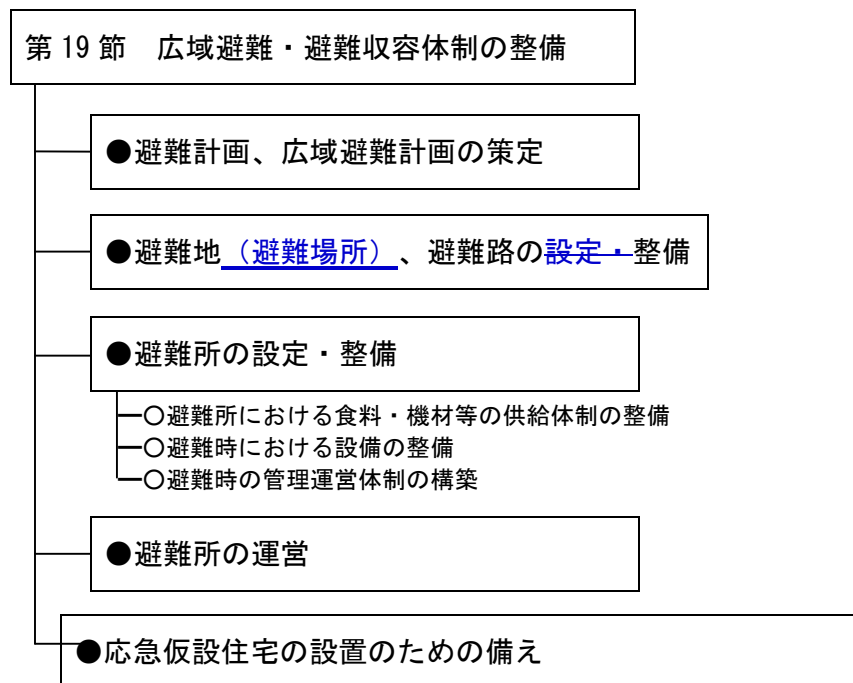 第19節　広域避難・避難収容体制の整備
●避難計画、広域避難計画の策定
●避難地（避難場所）、避難路の設定・整備
●避難所の設定・整備
○避難所における食料・機材等の供給体制の整備
○避難時における設備の整備
○避難時の管理運営体制の構築
●避難所の運営
●応急仮設住宅の設置のための備え